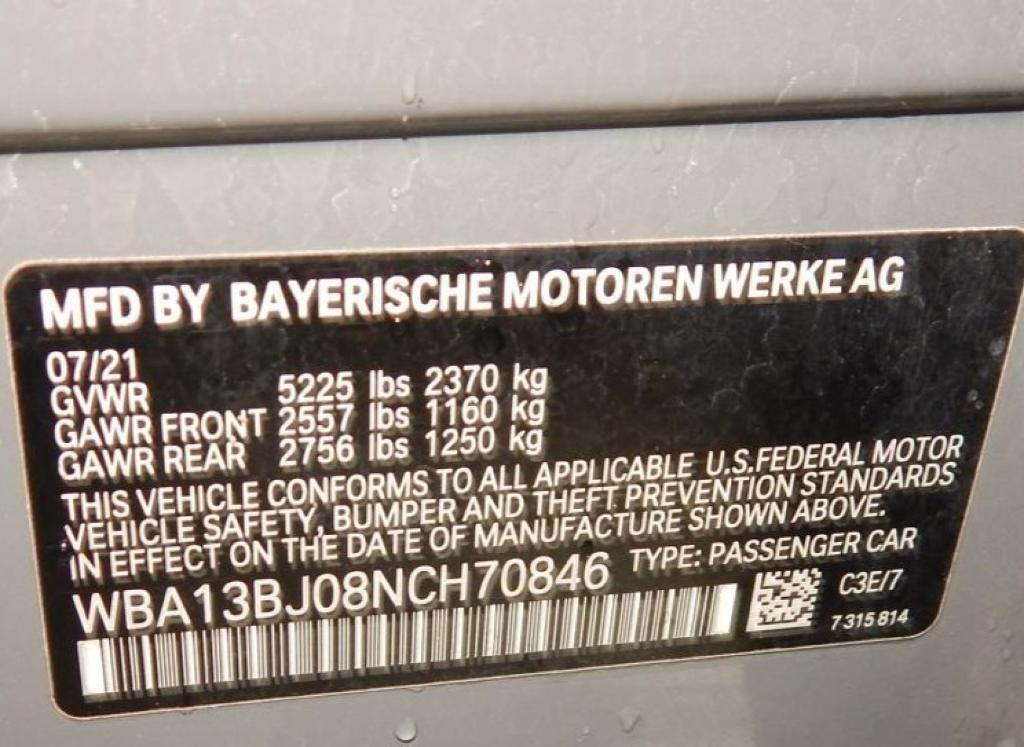 MFD BY BAYERISCHE MOTOREN WERKE AG
07/21
GVWR 5225 lbs 2370 kg
GAWR FRONT 2557 lbs 1160 kg
GAWR REAR 2756 lbs 1250 kg
THIS VEHICLE CONFORMS TO ALL APPLICABLE U.S.FEDERAL MOTOR
VEHICLE SAFETY, BUMPER AND THEFT PREVENTION STANDARDS
IN EFFECT ON THE DATE OF MANUFACTURE SHOWN ABOVE.
WBA13BJ08NCH70846 TYPE: PASSENGER CAR
C3E/7
7315814